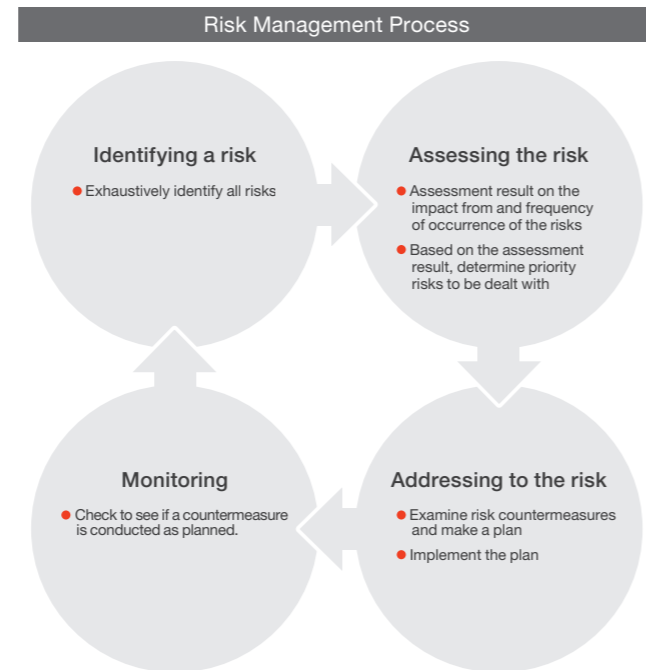 Risk Management Process
Identifying a risk
● Exhaustively identify all risks
Assessing the risk
● Assessment result on the
impact from and frequency
of occurrence of the risks
● Based on the assessment
result, determine priority
risks to be dealt with
Monitoring
● Check to see if a countermeasure
is conducted as planned.
Addressing to the risk
● Examine risk countermeasures
and make a plan
● Implement the plan